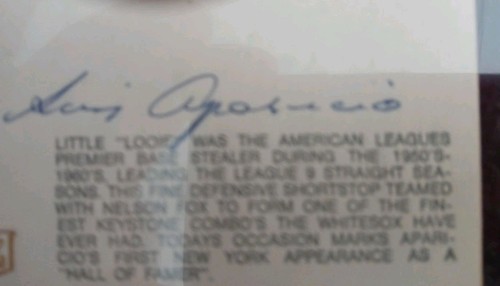 Luis Aparicio
LITTLE "LOOIE" WAS THE AMERICAN LEAGUES
PREMIER BASE STEALER DURING THE 1950'S-
1960'S, LEADING THE LEAGUE 9 STRAIGHT SEA-
SONS. THIS FINE DEFENSIVE SHORTSTOP TEAMED
WITH NELSON FOX TO FORM ONE OF THE FIN-
EST KEYSTONE COMBO'S THE WHITESOX HAVE
EVER HAD. TODAYS OCCASION MARKS APARI-
CIO'S FIRST NEW YORK APPEARANCE AS A
"HALL OF FAMER".